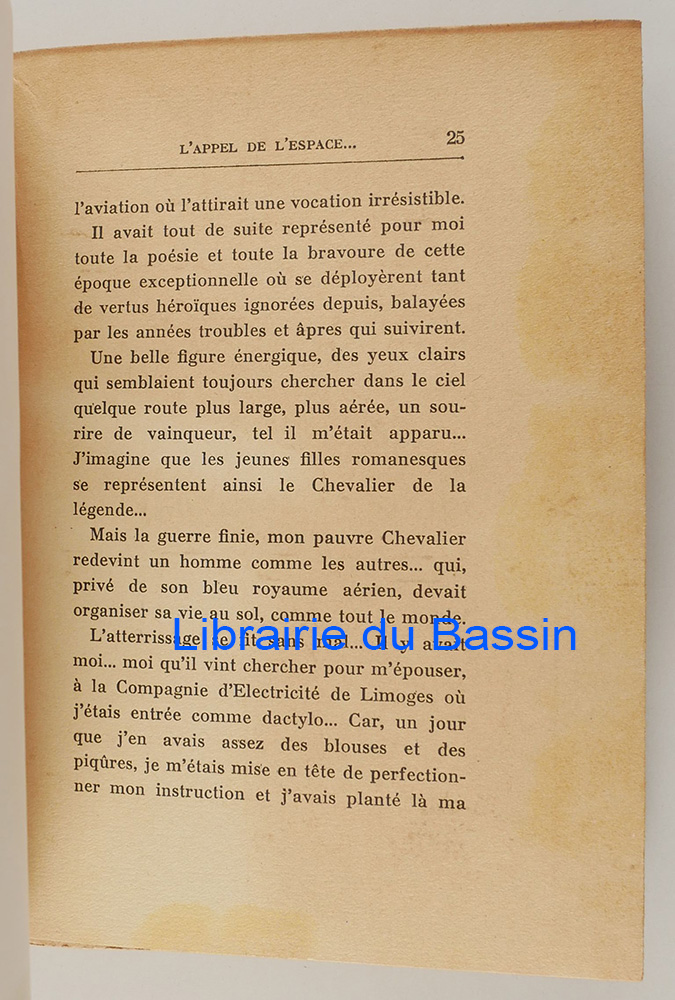 L'APPEL DE L'ESPACE... 25
l'aviation où l'attirait une vocation irrésistible.
Il avait tout de suite représenté pour moi
toute la poésie et toute la bravoure de cette
époque exceptionnelle où se déployèrent tant
de vertus héroïques ignorées depuis, balayées
par les années troubles et âpres qui suivirent.
Une belle figure énergique, des yeux clairs
qui semblaient toujours chercher dans le ciel
quelque route plus large, plus aérée, un sou-
rire de vainqueur, tel il m'était apparu...
J'imagine que les jeunes filles romanesques
se représentent ainsi le Chevalier de la
légende...
Mais la guerre finie, mon pauvre Chevalier
redevint un homme comme les autres... qui,
privé de son bleu royaume aérien, devait
organiser sa vie au sol, comme tout le monde.
L'atterrissage se fit sans mal... Il y avait
Librairie du Bassin
moi... moi qu'il vint chercher pour m'épouser,
à la Compagnie d'Electricité de Limoges où
j'étais entrée comme dactylo... Car, un jour
que j'en avais assez des blouses et des
piqûres, je m'étais mise en tête de perfection-
ner mon instruction et j'avais planté là ma